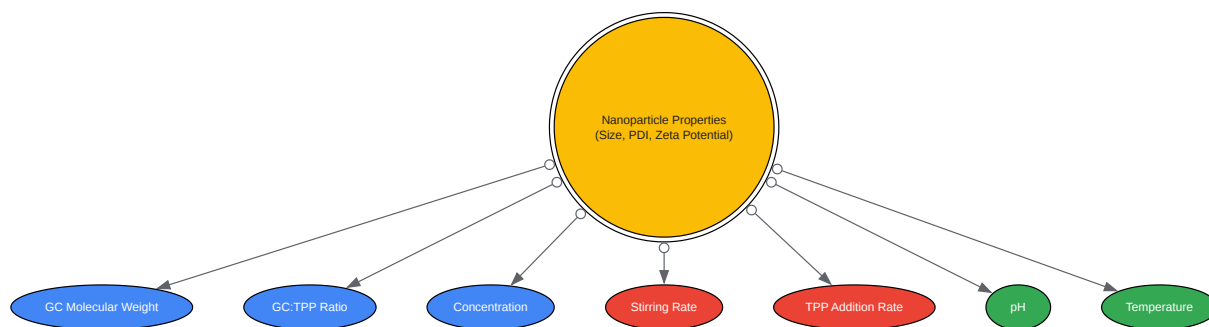 Nanoparticle Properties
(Size, PDI, Zeta Potential)
GC Molecular Weight
GC:TPP Ratio
Concentration
Stirring Rate
TPP Addition Rate
pH
Temperature